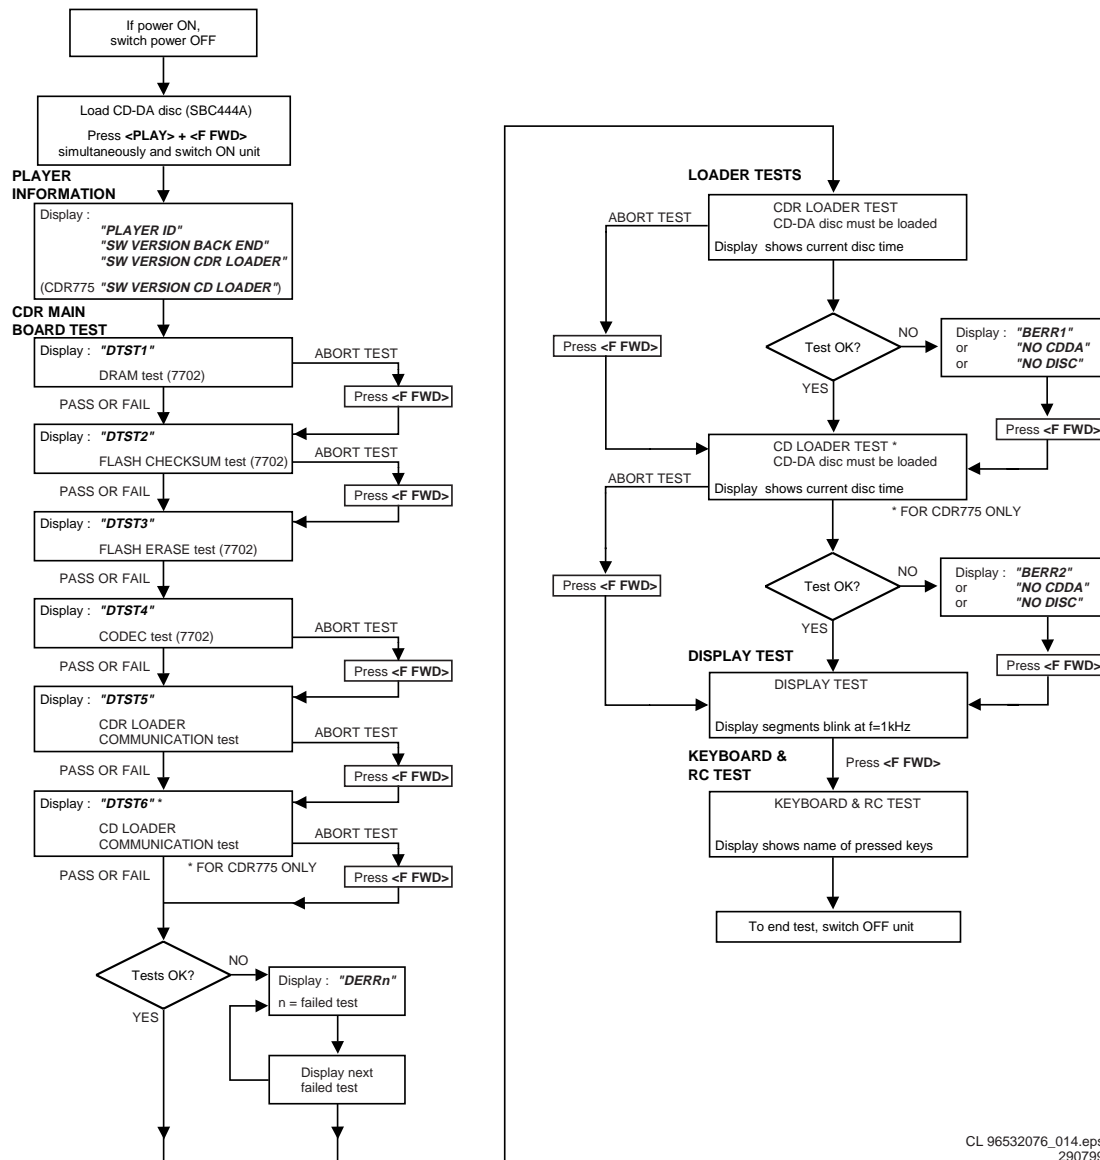 If power ON,
switch power OFF
Load CD-DA disc (SBC444A)
Press <PLAY> + <F FWD>
simultaneously and switch ON unit
PLAYER
INFORMATION
Display :
"PLAYER ID"
"SW VERSION BACK END"
"SW VERSION CDR LOADER"
(CDR775 "SW VERSION CD LOADER")
CDR MAIN
BOARD TEST
Display : "DTST1"
DRAM test (7702)
ABORT TEST
Press <F FWD>
PASS OR FAIL
Display : "DTST2"
FLASH CHECKSUM test (7702)
ABORT TEST
Press <F FWD>
PASS OR FAIL
Display : "DTST3"
FLASH ERASE test (7702)
PASS OR FAIL
Display : "DTST4"
CODEC test (7702)
ABORT TEST
Press <F FWD>
PASS OR FAIL
Display : "DTST5"
CDR LOADER
COMMUNICATION test
ABORT TEST
Press <F FWD>
PASS OR FAIL
Display : "DTST6" *
CD LOADER
COMMUNICATION test
ABORT TEST
* FOR CDR775 ONLY
Press <F FWD>
PASS OR FAIL
Tests OK?
NO
YES
Display : "DERRn"
n = failed test
Display next
failed test
LOADER TESTS
CDR LOADER TEST
CD-DA disc must be loaded
Display shows current disc time
ABORT TEST
Press <F FWD>
Test OK?
NO
YES
Display : "BERR1"
or "NO CDDA"
or "NO DISC"
Press <F FWD>
CD LOADER TEST *
CD-DA disc must be loaded
Display shows current disc time
ABORT TEST
* FOR CDR775 ONLY
Press <F FWD>
Test OK?
NO
YES
Display : "BERR2"
or "NO CDDA"
or "NO DISC"
Press <F FWD>
DISPLAY TEST
DISPLAY TEST
Display segments blink at f=1kHz
KEYBOARD &
RC TEST
Press <F FWD>
KEYBOARD & RC TEST
Display shows name of pressed keys
To end test, switch OFF unit
CL 96532076_014.eps
290799